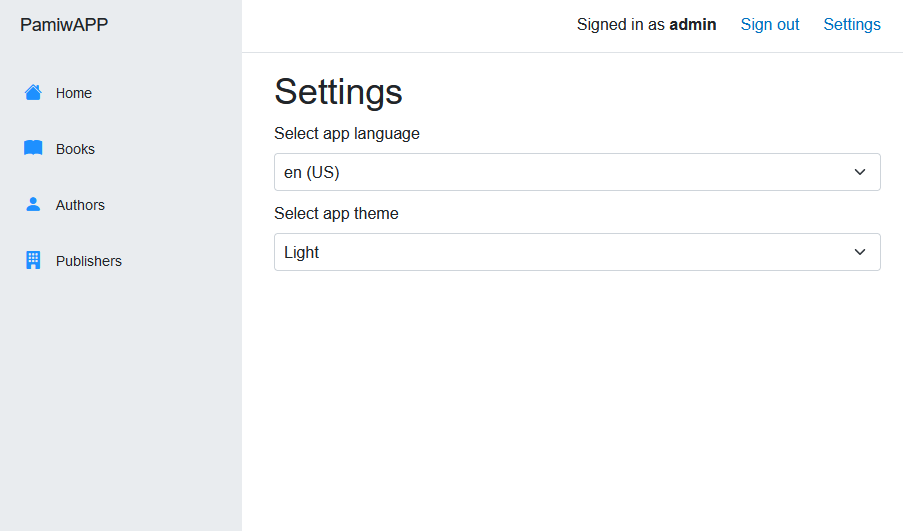 PamiwAPP
Signed in as admin Sign out Settings
Home
Books
Authors
Publishers
Settings
Select app language
en (US)
Select app theme
Light